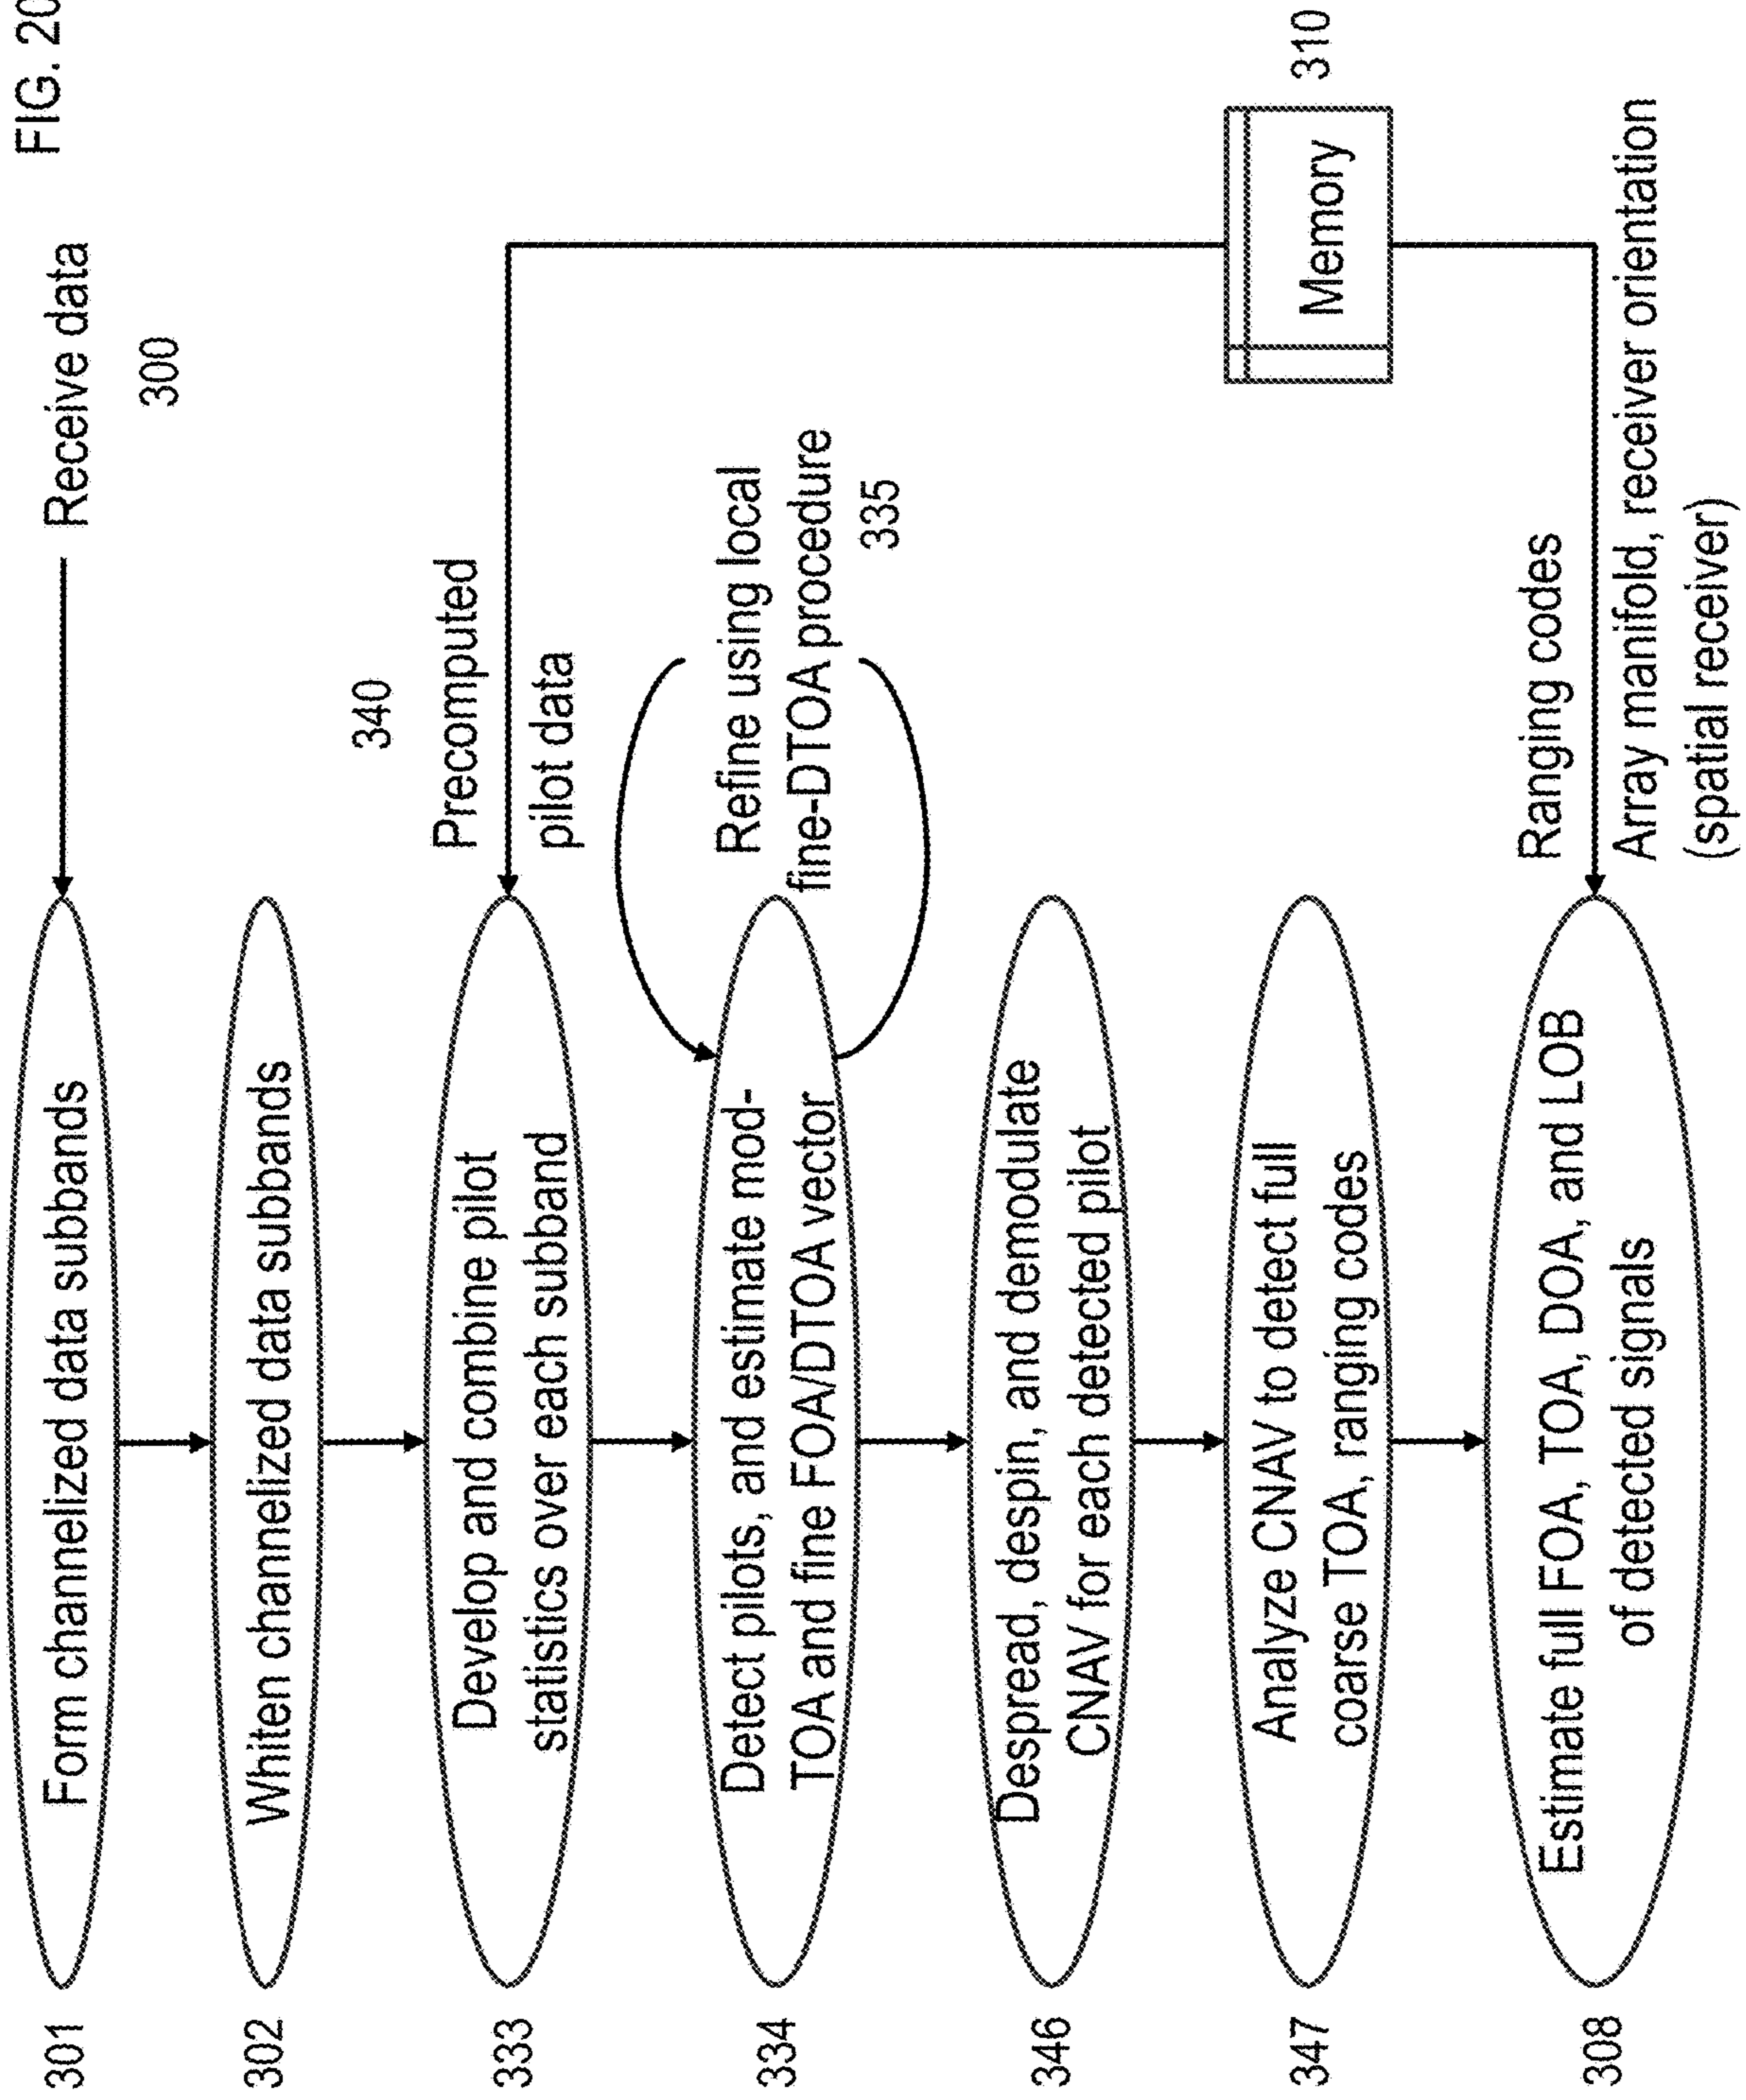 FIG. 20
Receive data
300
301
Form channelized data subbands
302
Whiten channelized data subbands
340
Precomputed
pilot data
333
Develop and combine pilot
statistics over each subband
Refine using local
fine-DTOA procedure
335
334
Detect pilots, and estimate mod-
TOA and fine FOA/DTOA vector
346
Despread, despin, and demodulate
CNAV for each detected pilot
347
Analyze CNAV to detect full
coarse TOA, ranging codes
Memory
310
308
Estimate full FOA, TOA, DOA, and LOB
of detected signals
Ranging codes
Array manifold, receiver orientation
(spatial receiver)